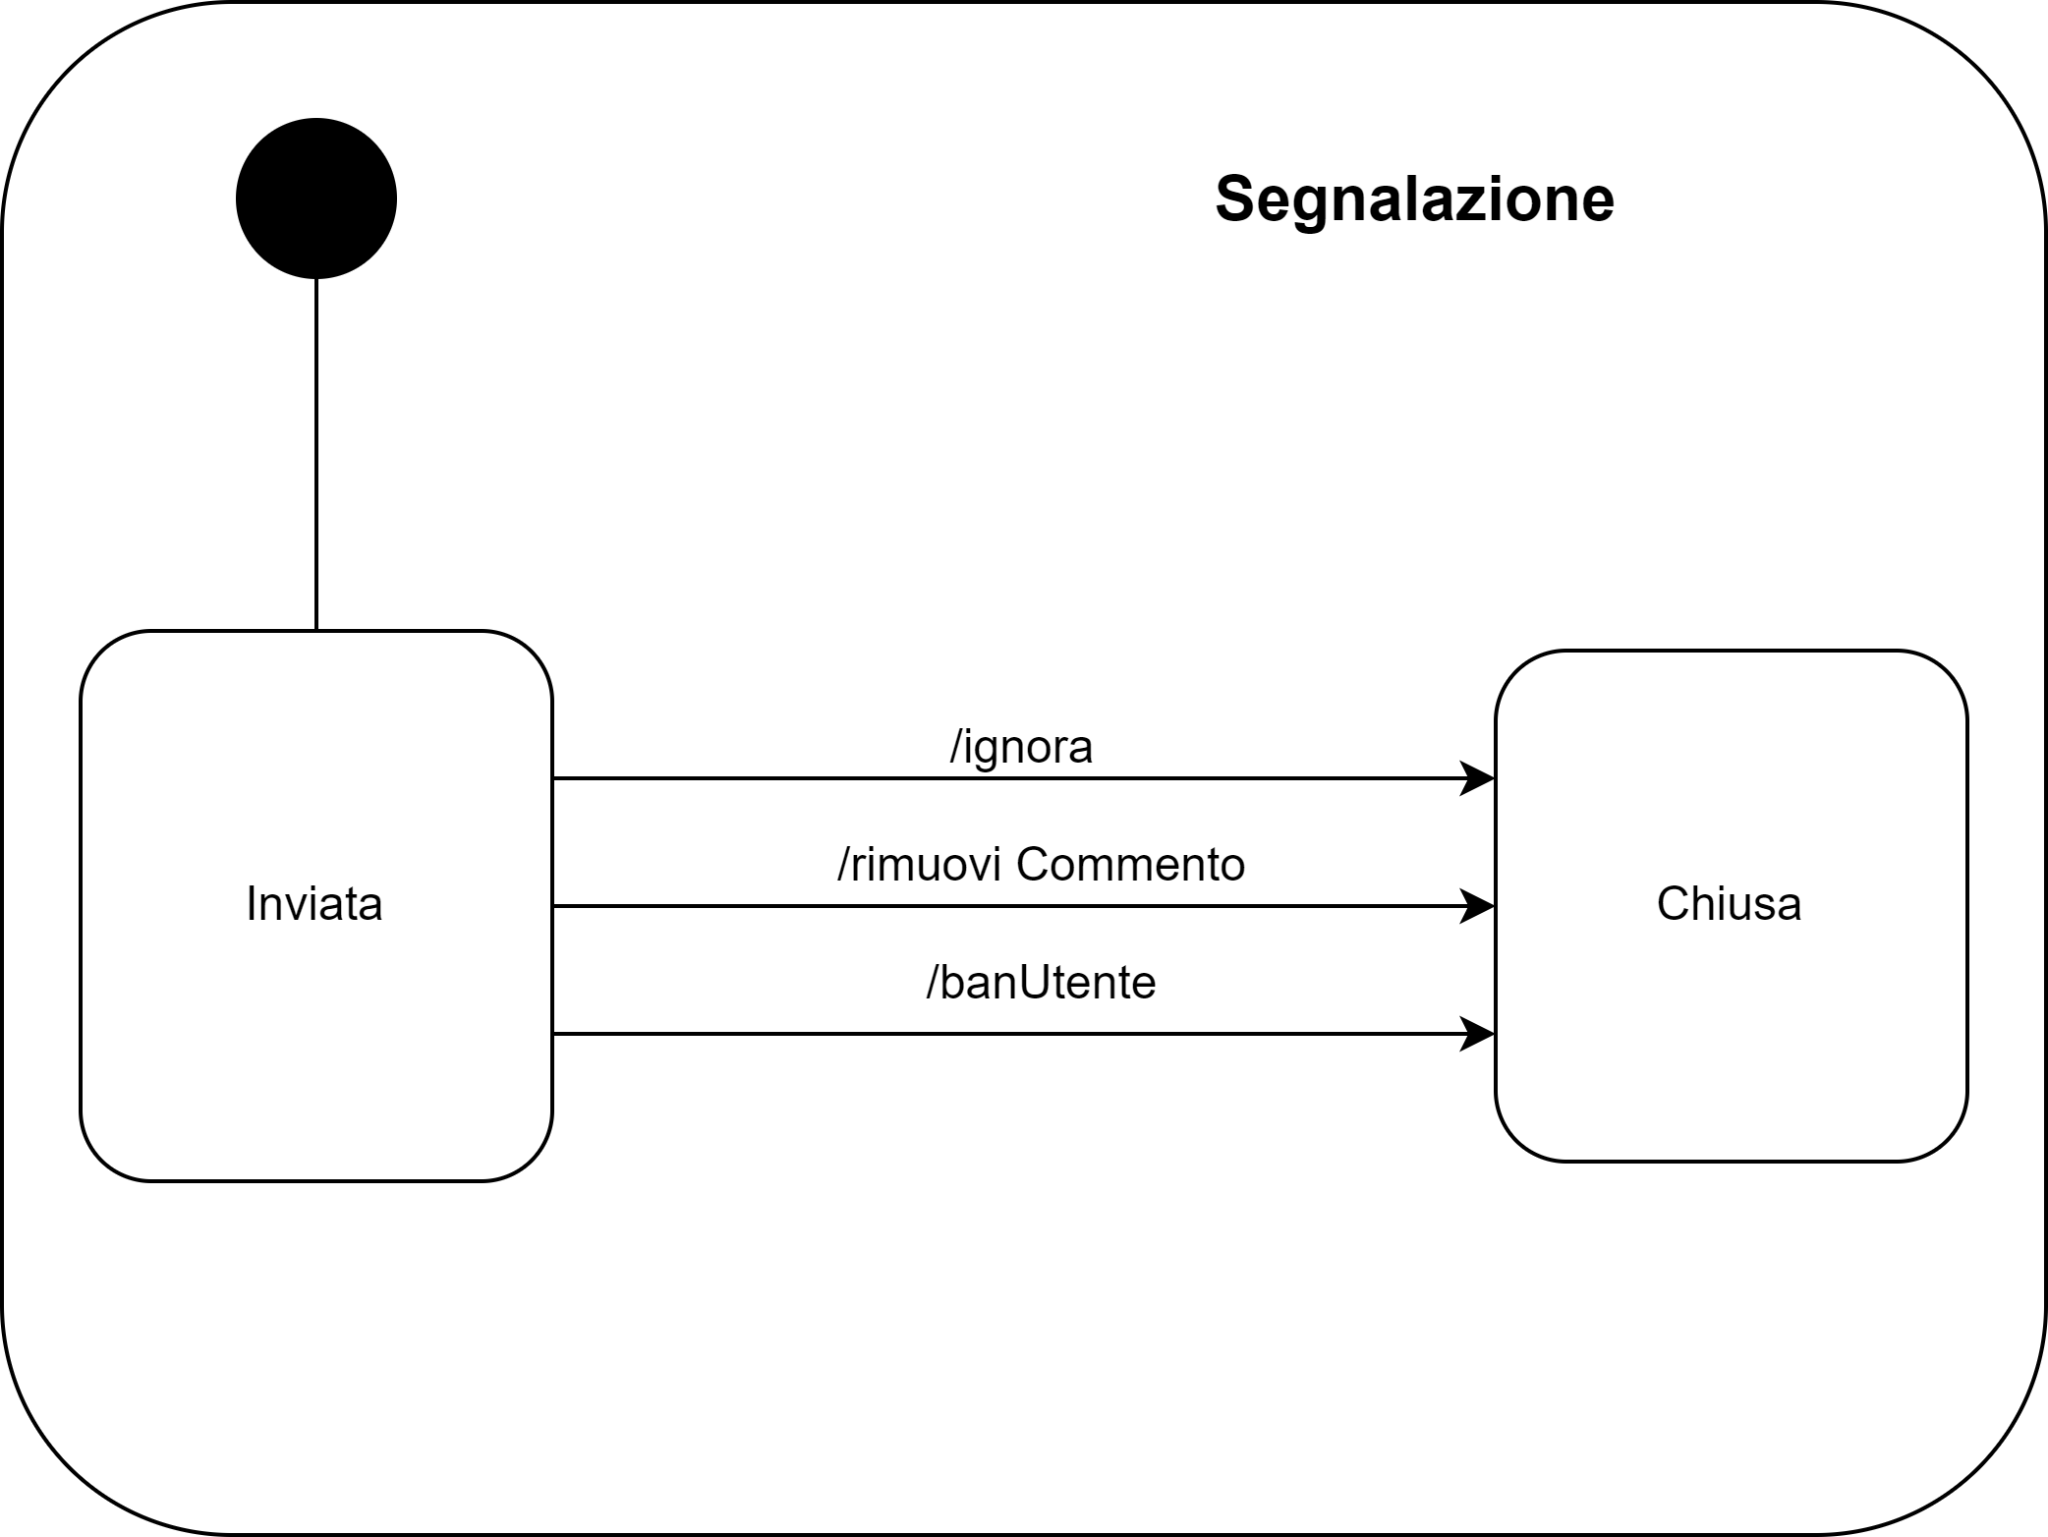 Segnalazione
/ignora
/rimuovi Commento
Inviata
Chiusa
/banUtente